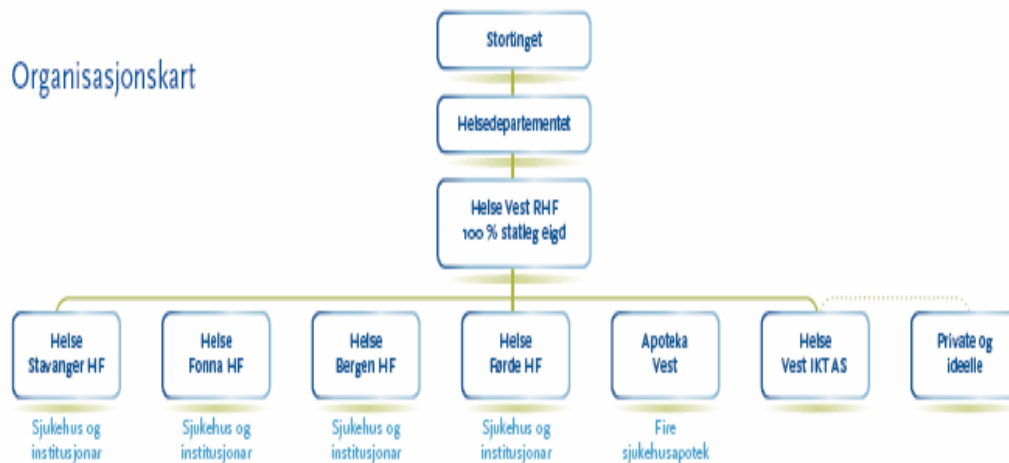 Organisasjonskart
Stortinget
Helsedepartementet
Helse Vest RHF
100 % statleg eigd
Helse
Stavanger HF
Helse
Fonna HF
Helse
Bergen HF
Helse
Førde HF
Apoteka
Vest
Helse
Vest IKT AS
Private og
ideelle
Sjukehus og
institusjonar
Sjukehus og
institusjonar
Sjukehus og
institusjonar
Sjukehus og
institusjonar
Fire
sjukehusapotek